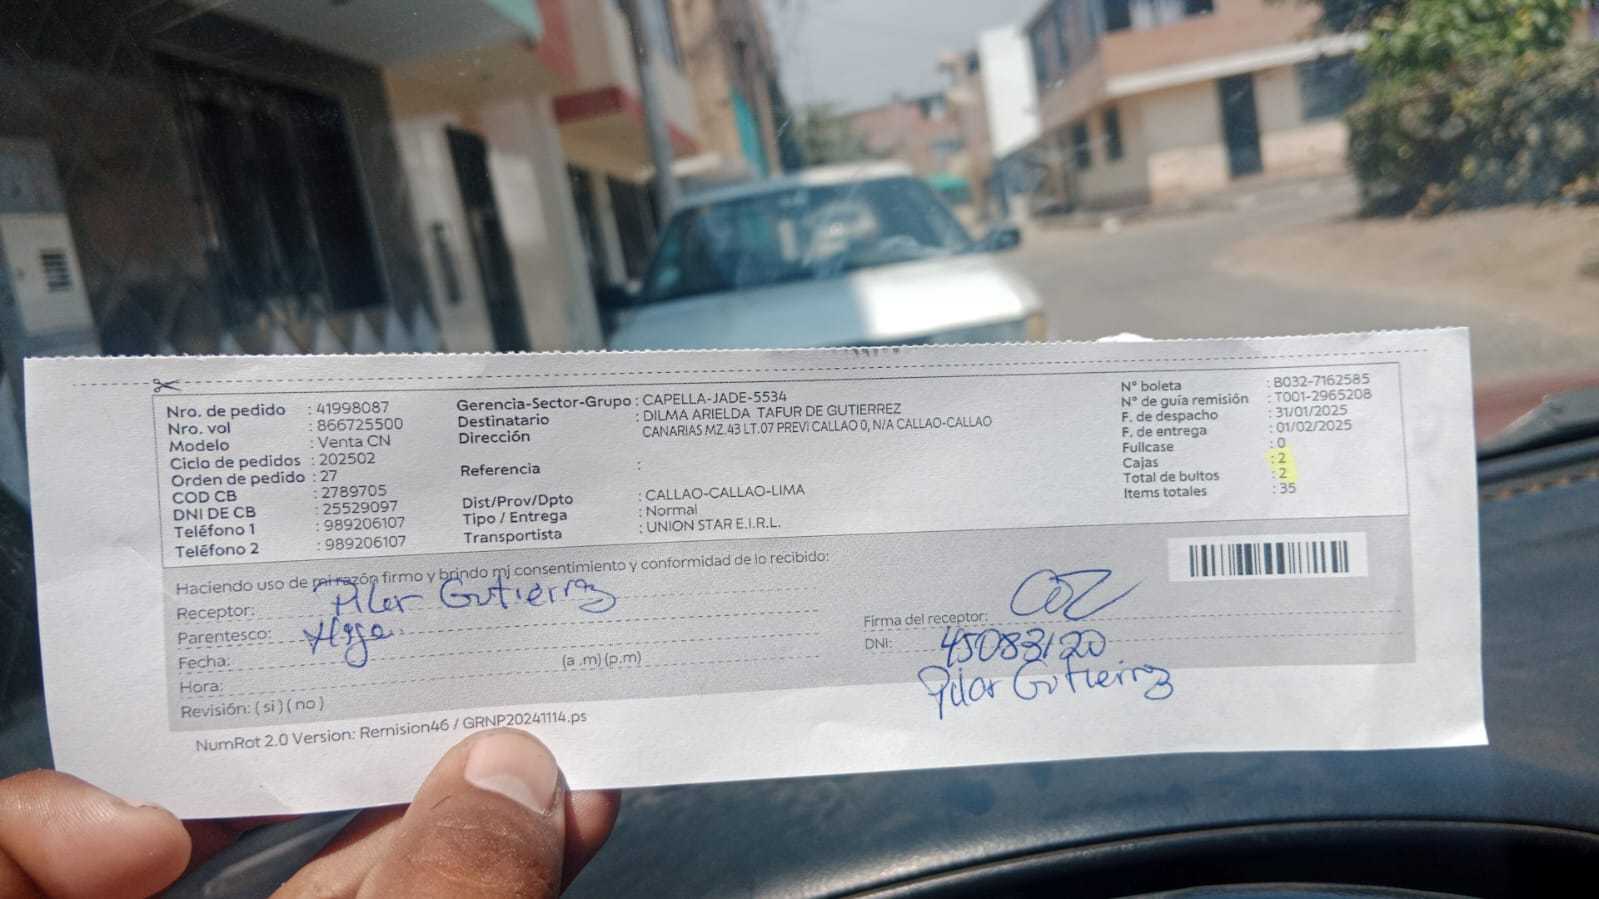 Nro. de pedido : 41998087
Nro. vol : 866725500
Modelo : Venta CN
Ciclo de pedidos : 202502
Orden de pedido : 27
COD CB : 2789705
DNI DE CB : 25529097
Teléfono 1 : 989206107
Teléfono 2 : 989206107
Gerencia-Sector-Grupo : CAPELLA-JADE-5534
Destinatario : DILMA ARIELDA TAFUR DE GUTIERREZ
Dirección CANARIAS MZ.43 LT.07 PREVI CALLAO 0, N/A CALLAO-CALLAO
Referencia :
Dist/Prov/Dpto : CALLAO-CALLAO-LIMA
Tipo / Entrega : Normal
Transportista : UNION STAR E.I.R.L.
N° boleta : B032-7162585
N° de guía remisión : T001-2965208
F. de despacho : 31/01/2025
F. de entrega : 01/02/2025
Fullcase : 0
Cajas : 2
Total de bultos : 2
Items totales : 35
Haciendo uso de mi razón firmo y brindo mi consentimiento y conformidad de lo recibido:
Receptor: Pilar Gutierrez
Parentesco: Hija
Fecha:
Hora: (a .m) (p.m)
Revisión: ( si ) ( no )
Firma del receptor:
DNI: 45083120
Pilar Gutierrez
NumRot 2.0 Version: Remision46 / GRNP20241114.ps